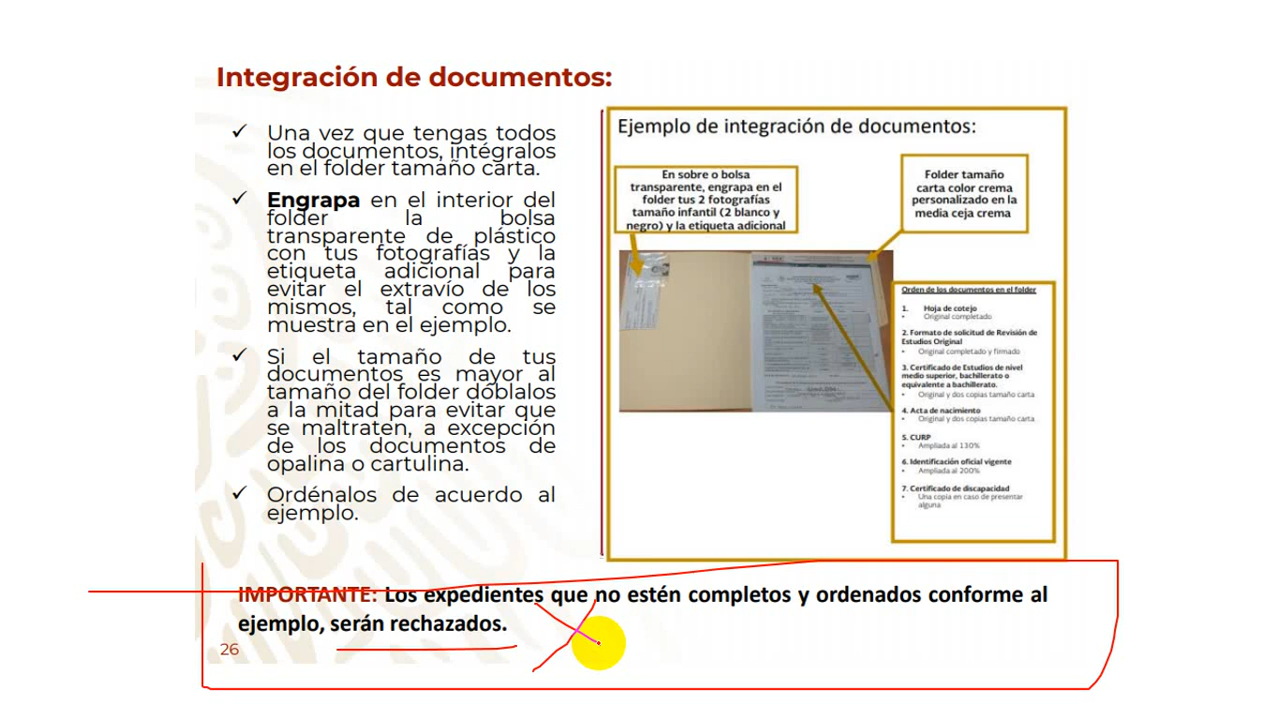 Integración de documentos:
✓ Una vez que tengas todos
los documentos, intégralos
en el folder tamaño carta.
✓ Engrapa en el interior del
folder la bolsa
transparente de plástico
con tus fotografías y la
etiqueta adicional para
evitar el extravío de los
mismos, tal como se
muestra en el ejemplo.
✓ Si el tamaño de tus
documentos es mayor al
tamaño del folder dóblalos
a la mitad para evitar que
se maltraten, a excepción
de los documentos de
opalina o cartulina.
✓ Ordénalos de acuerdo al
ejemplo.
Ejemplo de integración de documentos:
En sobre o bolsa
transparente, engrapa en el
folder tus 2 fotografías
tamaño infantil (2 blanco y
negro) y la etiqueta adicional
Folder tamaño
carta color crema
personalizado en la
media ceja crema
Orden de los documentos en el folder
1. Hoja de cotejo
• Original completado
2. Formato de solicitud de Revisión de
Estudios Original
• Original completado y firmado
3. Certificado de Estudios de nivel
medio superior, bachillerato o
equivalente a bachillerato.
• Original y dos copias tamaño carta
4. Acta de nacimiento
• Original y dos copias tamaño carta
5. CURP
• Ampliada al 130%
6. Identificación oficial vigente
• Ampliada al 200%
7. Certificado de discapacidad
• Una copia en caso de presentar
alguna
IMPORTANTE: Los expedientes que no estén completos y ordenados conforme al
ejemplo, serán rechazados.
26